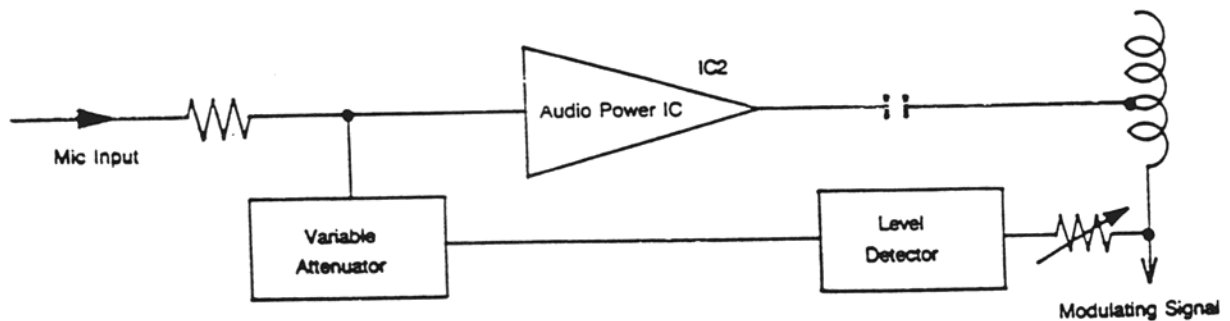 IC2
Audio Power IC
Mic Input
Variable
Attenuator
Level
Detector
Modulating Signal